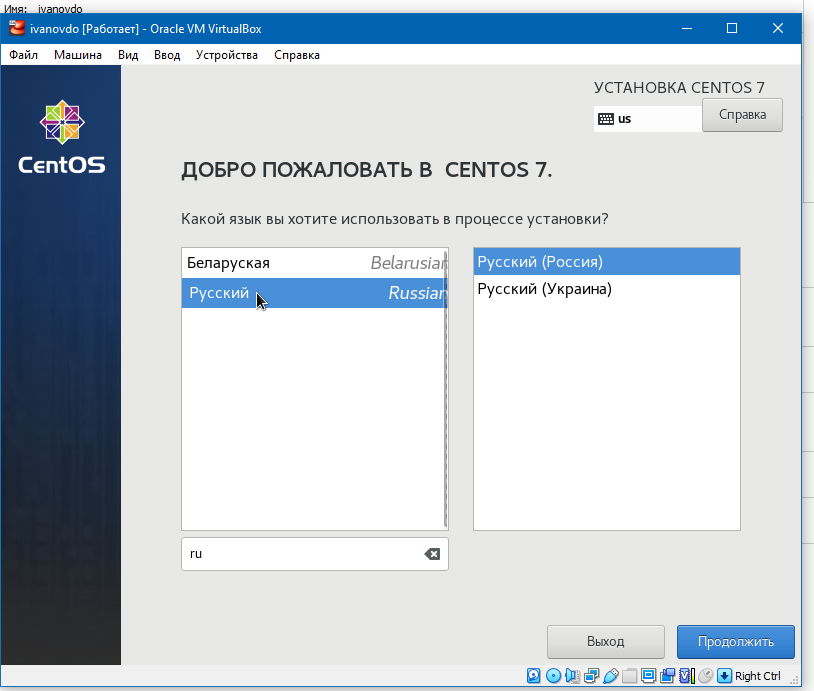 Имя: ivanovdo
ivanovdo [Работает] - Oracle VM VirtualBox
Файл Машина Вид Ввод Устройства Справка
УСТАНОВКА CENTOS 7
us Справка
CentOS
ДОБРО ПОЖАЛОВАТЬ В CENTOS 7.
Какой язык вы хотите использовать в процессе установки?
Беларуская Belarusian
Русский Russian
Русский (Россия)
Русский (Украина)
ru
Выход Продолжить
Right Ctrl